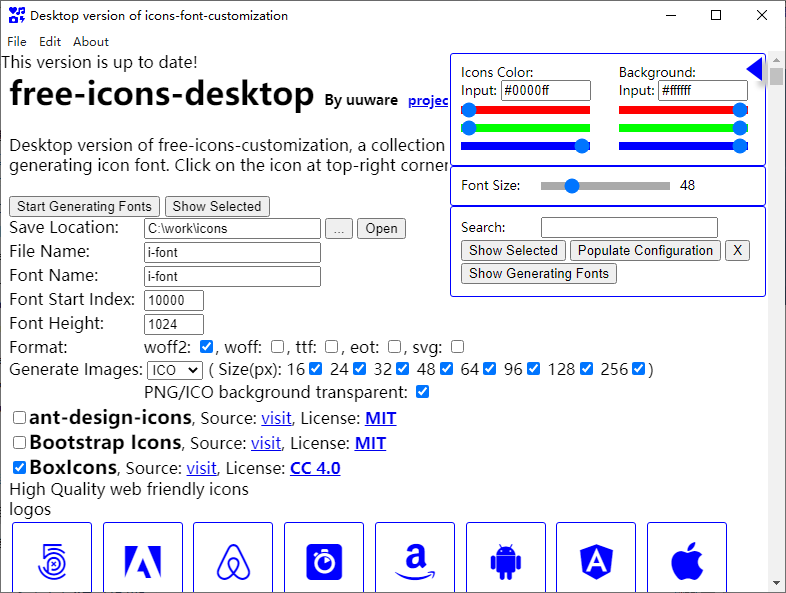 Desktop version of icons-font-customization
File Edit About
This version is up to date!
free-icons-desktop By uuware projec
Desktop version of free-icons-customization, a collection
generating icon font. Click on the icon at top-right corner
Icons Color:
Input: #0000ff
Background:
Input: #ffffff
Font Size: 48
Search:
Show Selected Populate Configuration X
Show Generating Fonts
Start Generating Fonts Show Selected
Save Location: C:\work\icons ... Open
File Name: i-font
Font Name: i-font
Font Start Index: 10000
Font Height: 1024
Format: woff2: , woff: , ttf: , eot: , svg:
Generate Images: ICO ( Size(px): 16 24 32 48 64 96 128 256 )
PNG/ICO background transparent:
ant-design-icons, Source: visit, License: MIT
Bootstrap Icons, Source: visit, License: MIT
BoxIcons, Source: visit, License: CC 4.0
High Quality web friendly icons
logos